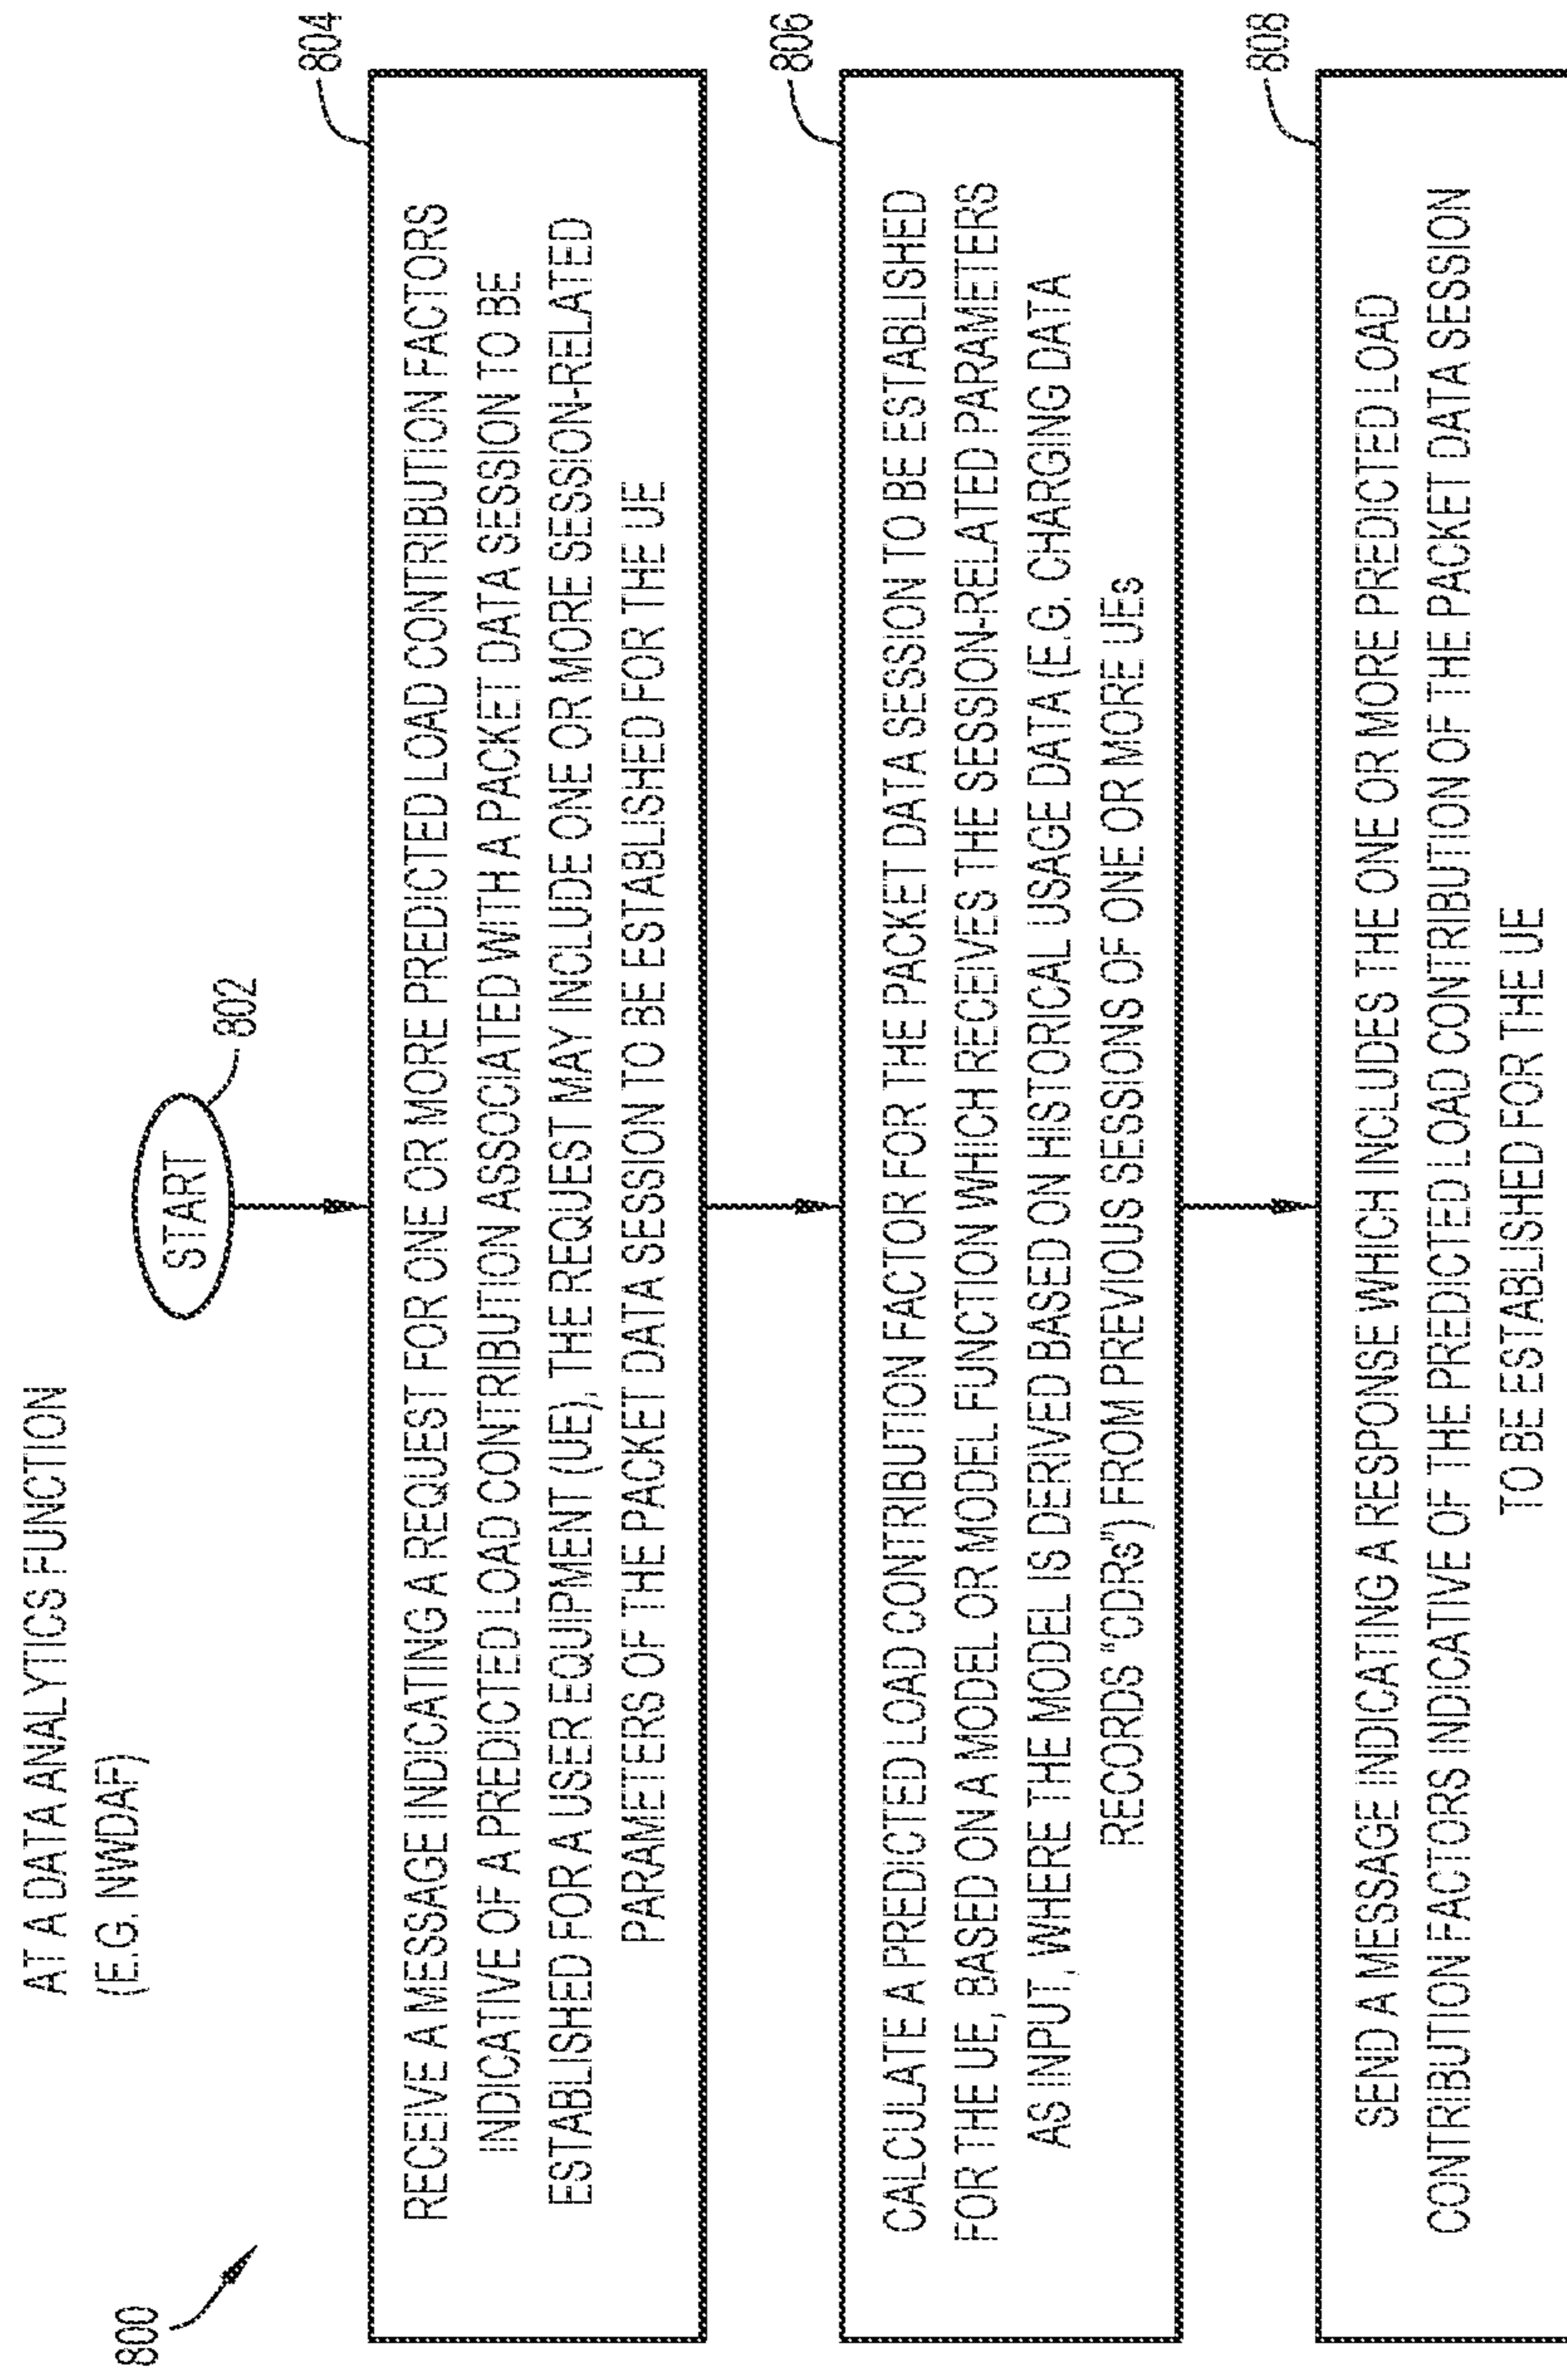 800
AT A DATA ANALYTICS FUNCTION
(E.G. NWDAF)
START
802
804
RECEIVE A MESSAGE INDICATING A REQUEST FOR ONE OR MORE PREDICTED LOAD CONTRIBUTION FACTORS
INDICATIVE OF A PREDICTED LOAD CONTRIBUTION ASSOCIATED WITH A PACKET DATA SESSION TO BE
ESTABLISHED FOR A USER EQUIPMENT (UE), THE REQUEST MAY INCLUDE ONE OR MORE SESSION-RELATED
PARAMETERS OF THE PACKET DATA SESSION TO BE ESTABLISHED FOR THE UE
806
CALCULATE A PREDICTED LOAD CONTRIBUTION FACTOR FOR THE PACKET DATA SESSION TO BE ESTABLISHED
FOR THE UE, BASED ON A MODEL OR MODEL FUNCTION WHICH RECEIVES THE SESSION-RELATED PARAMETERS
AS INPUT, WHERE THE MODEL IS DERIVED BASED ON HISTORICAL USAGE DATA (E.G. CHARGING DATA
RECORDS "CDRs") FROM PREVIOUS SESSIONS OF ONE OR MORE UEs
808
SEND A MESSAGE INDICATING A RESPONSE WHICH INCLUDES THE ONE OR MORE PREDICTED LOAD
CONTRIBUTION FACTORS INDICATIVE OF THE PREDICTED LOAD CONTRIBUTION OF THE PACKET DATA SESSION
TO BE ESTABLISHED FOR THE UE